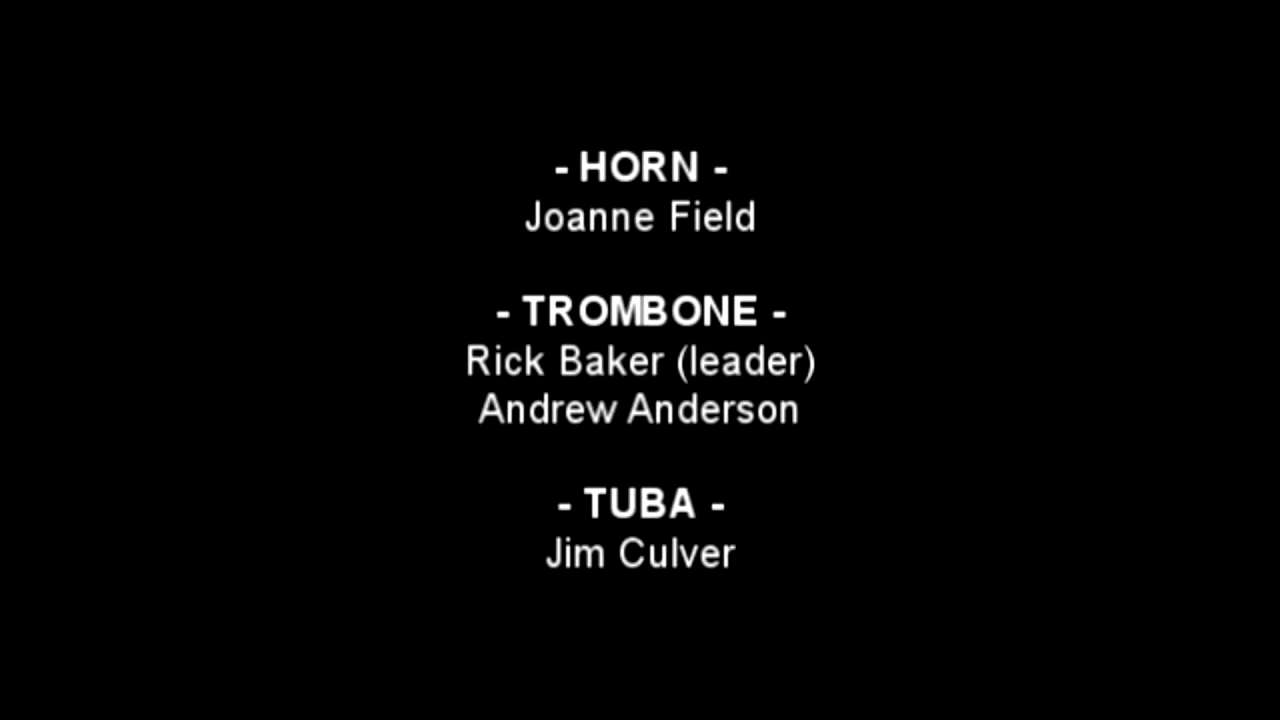 - HORN -
Joanne Field
- TROMBONE -
Rick Baker (leader)
Andrew Anderson
- TUBA -
Jim Culver